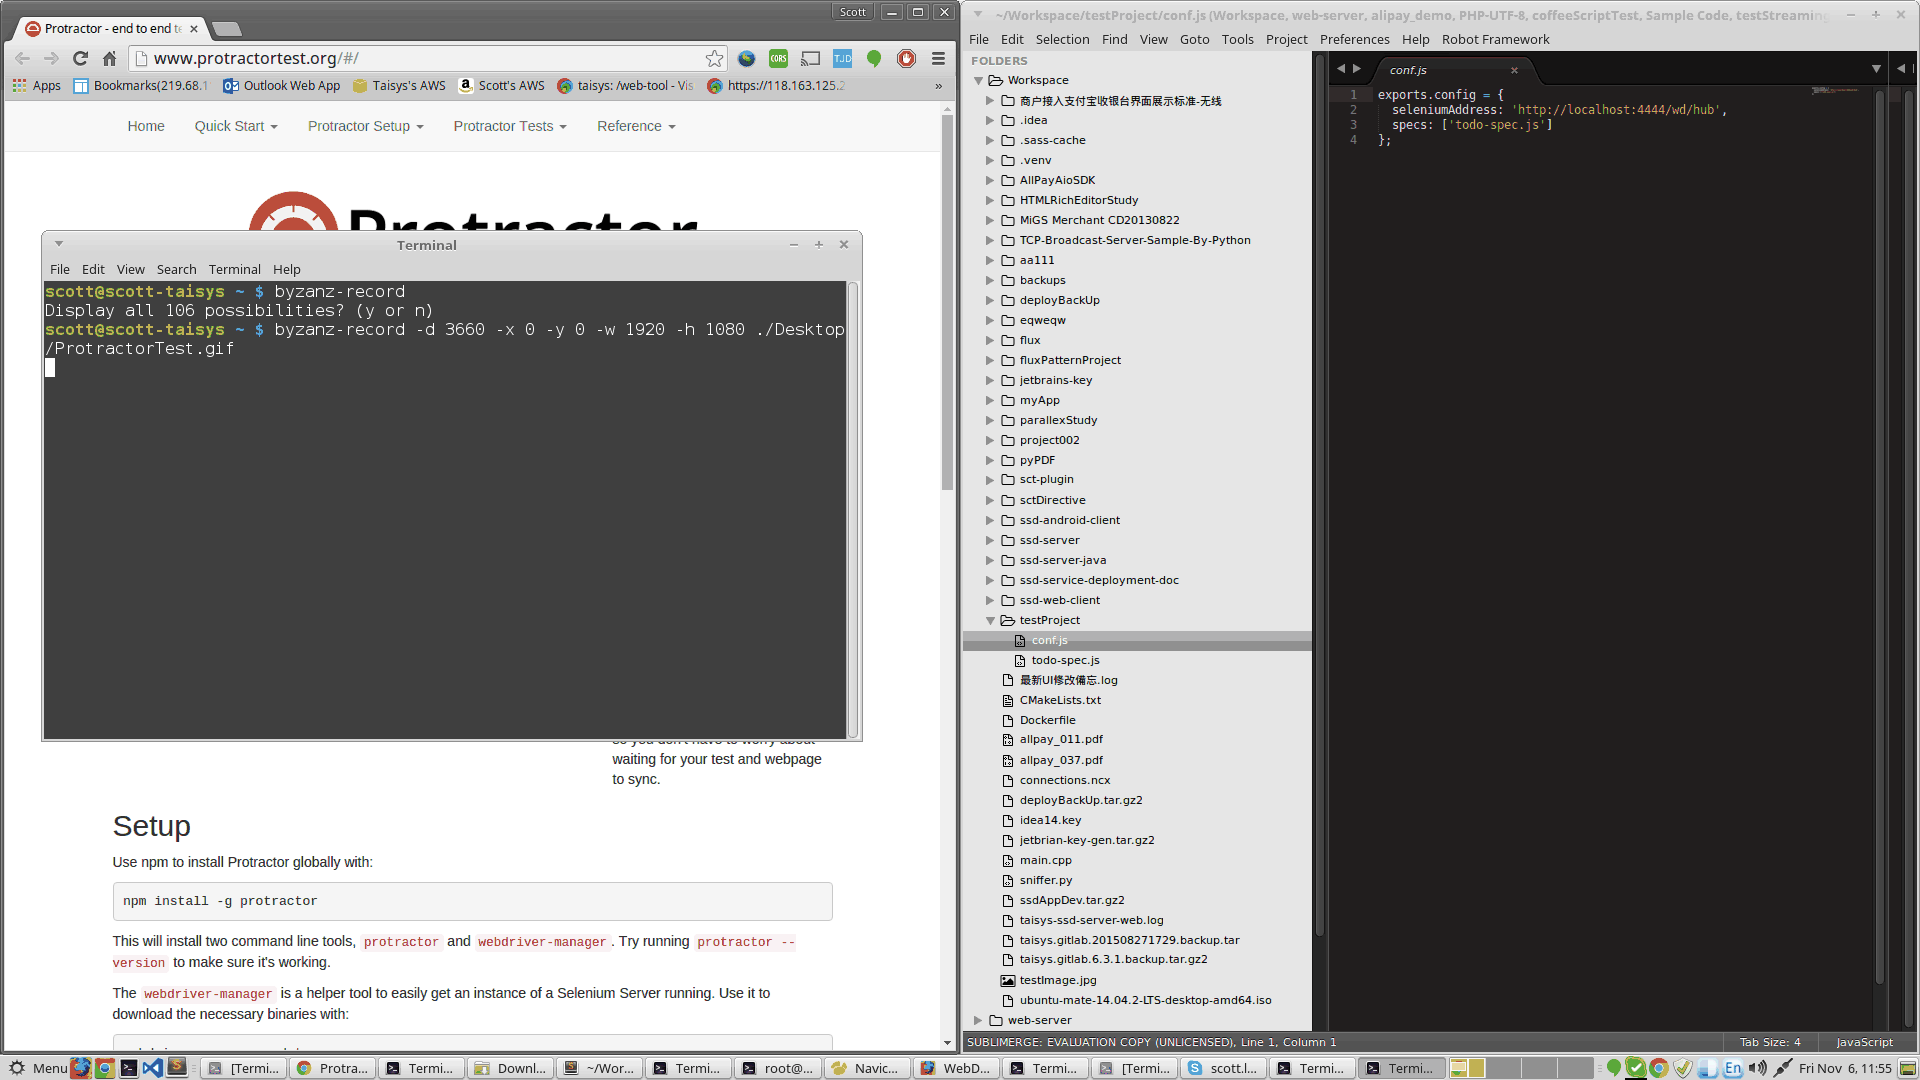 Scott
Protractor - end to end te
www.protractortest.org/#/
Apps Bookmarks(219.68.1 Outlook Web App Taisys's AWS Scott's AWS taisys: /web-tool - Vis https://118.163.125.2 »
Home Quick Start Protractor Setup Protractor Tests Reference
Protractor
Terminal
File Edit View Search Terminal Help
scott@scott-taisys ~ $ byzanz-record
Display all 106 possibilities? (y or n)
scott@scott-taisys ~ $ byzanz-record -d 3660 -x 0 -y 0 -w 1920 -h 1080 ./Desktop
/ProtractorTest.gif
so you don't have to worry about
waiting for your test and webpage
to sync.
Setup
Use npm to install Protractor globally with:
npm install -g protractor
This will install two command line tools, protractor and webdriver-manager. Try running protractor --
version to make sure it's working.
The webdriver-manager is a helper tool to easily get an instance of a Selenium Server running. Use it to
download the necessary binaries with:
~/Workspace/testProject/conf.js (Workspace, web-server, alipay_demo, PHP-UTF-8, coffeeScriptTest, Sample Code, testStreaming
File Edit Selection Find View Goto Tools Project Preferences Help Robot Framework
FOLDERS
Workspace
商户接入支付宝收银台界面展示标准-无线
.idea
.sass-cache
.venv
AllPayAioSDK
HTMLRichEditorStudy
MiGS Merchant CD20130822
TCP-Broadcast-Server-Sample-By-Python
aa111
backups
deployBackUp
eqweqw
flux
fluxPatternProject
jetbrains-key
myApp
parallexStudy
project002
pyPDF
sct-plugin
sctDirective
ssd-android-client
ssd-server
ssd-server-java
ssd-service-deployment-doc
ssd-web-client
testProject
conf.js
todo-spec.js
最新UI修改備忘.log
CMakeLists.txt
Dockerfile
allpay_011.pdf
allpay_037.pdf
connections.ncx
deployBackUp.tar.gz2
idea14.key
jetbrian-key-gen.tar.gz2
main.cpp
sniffer.py
ssdAppDev.tar.gz2
taisys-ssd-server-web.log
taisys.gitlab.201508271729.backup.tar
taisys.gitlab.6.3.1.backup.tar.gz2
testImage.jpg
ubuntu-mate-14.04.2-LTS-desktop-amd64.iso
web-server
conf.js
1 exports.config = {
2 seleniumAddress: 'http://localhost:4444/wd/hub',
3 specs: ['todo-spec.js']
4 };
SUBLIMERGE: EVALUATION COPY (UNLICENSED), Line 1, Column 1 Tab Size: 4 JavaScript
Menu [Termi... Protra... Termi... Downl... ~/Wor... Termi... root@... Navic... WebD... Termi... [Termi... scott.l... Termi... Termi... En Fri Nov 6, 11:55